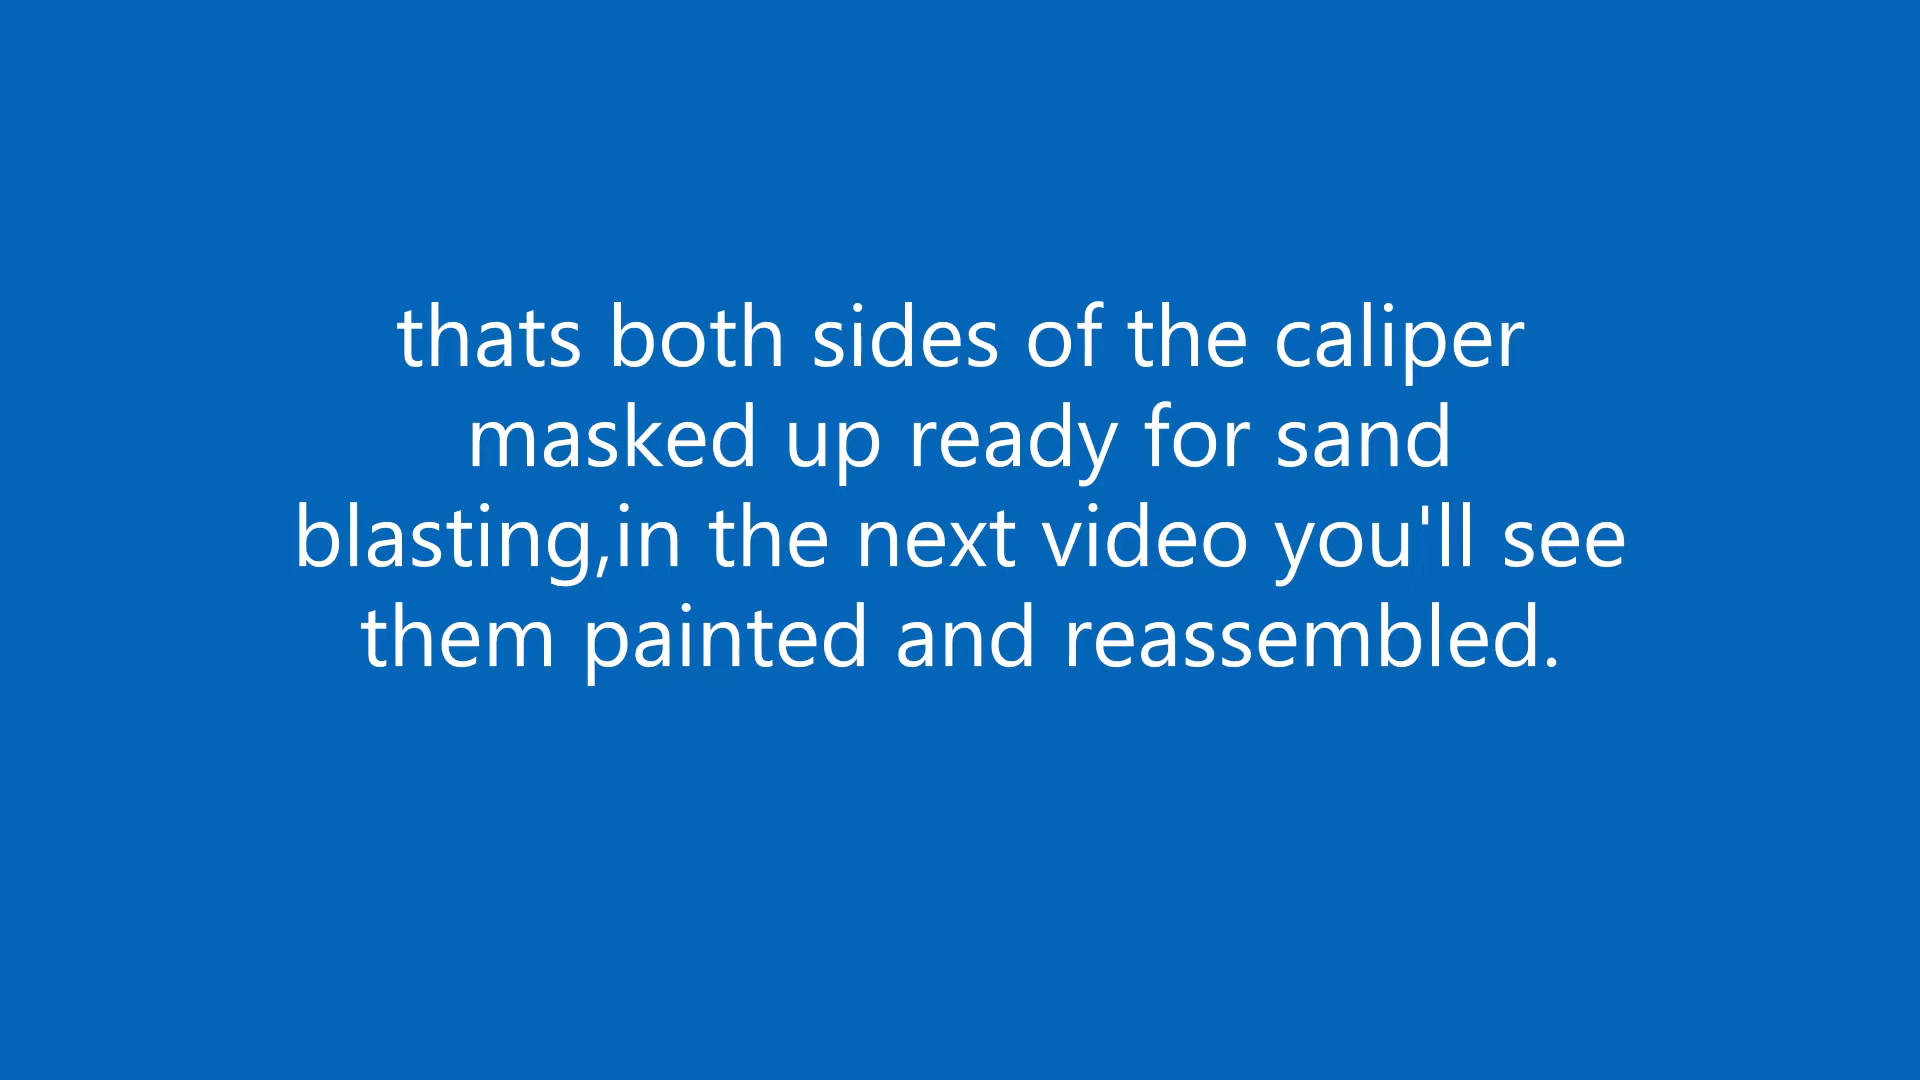 thats both sides of the caliper
masked up ready for sand
blasting,in the next video you'll see
them painted and reassembled.